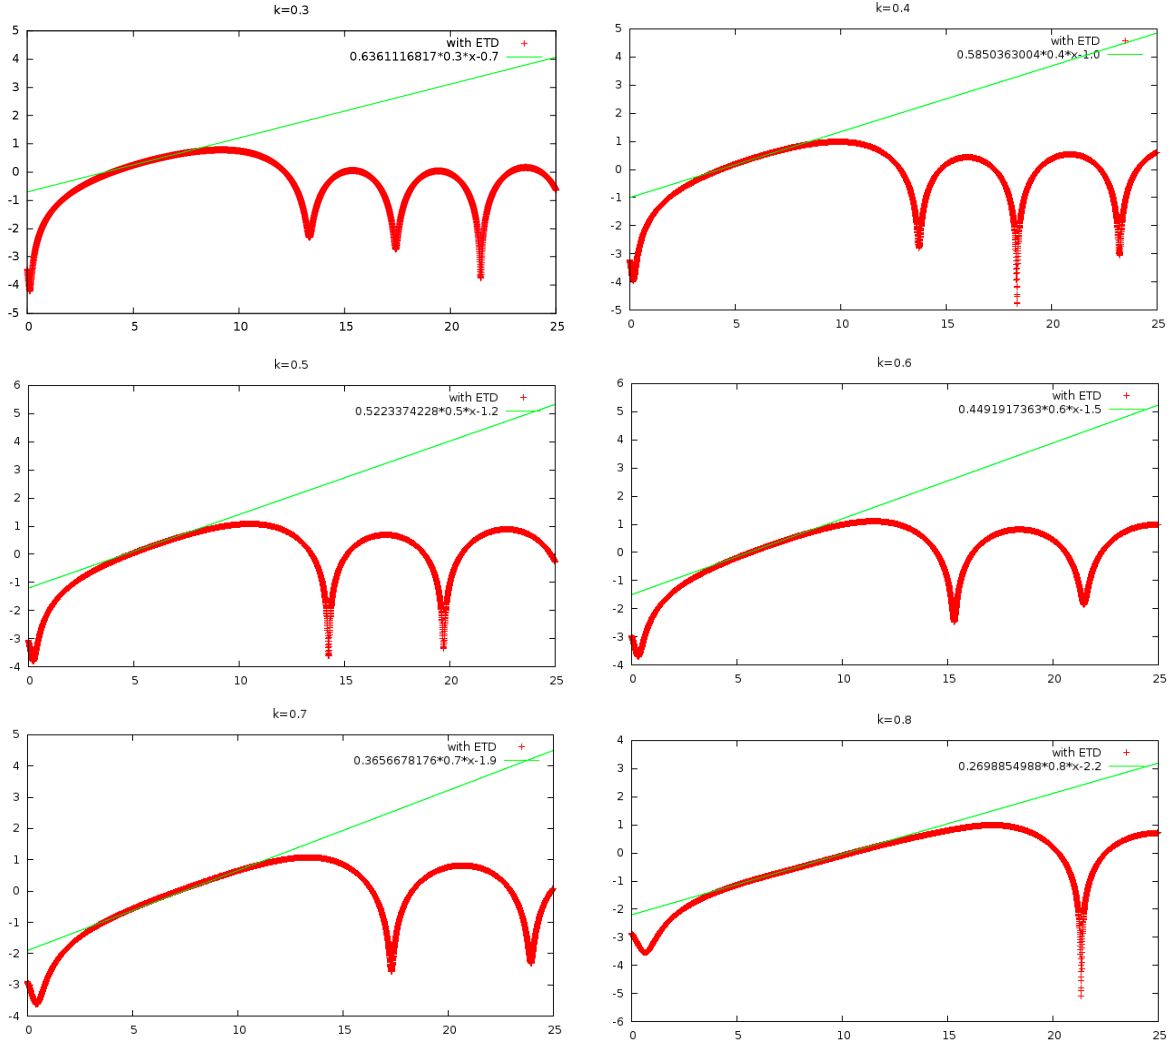 k=0.3
5
4
3
2
1
0
-1
-2
-3
-4
-5
0 5 10 15 20 25
with ETD
0.6361116817*0.3*x-0.7
k=0.4
5
4
3
2
1
0
-1
-2
-3
-4
-5
0 5 10 15 20 25
with ETD
0.5850363004*0.4*x-1.0
k=0.5
6
5
4
3
2
1
0
-1
-2
-3
-4
0 5 10 15 20 25
with ETD
0.5223374228*0.5*x-1.2
k=0.6
6
5
4
3
2
1
0
-1
-2
-3
-4
0 5 10 15 20 25
with ETD
0.4491917363*0.6*x-1.5
k=0.7
5
4
3
2
1
0
-1
-2
-3
-4
0 5 10 15 20 25
with ETD
0.3656678176*0.7*x-1.9
k=0.8
4
3
2
1
0
-1
-2
-3
-4
-5
-6
0 5 10 15 20 25
with ETD
0.2698854988*0.8*x-2.2